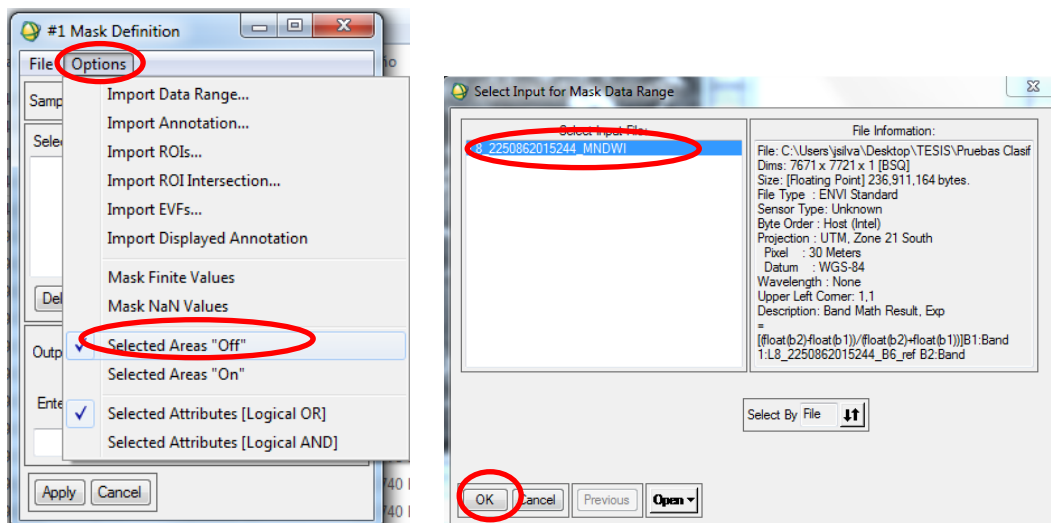 #1 Mask Definition
File Options
Samp
Import Data Range...
Import Annotation...
Sele
Import ROIs...
Import ROI Intersection...
Import EVFs...
Import Displayed Annotation
Mask Finite Values
Del
Mask NaN Values
Outp
Selected Areas "Off"
Selected Areas "On"
Ente
Selected Attributes [Logical OR]
Selected Attributes [Logical AND]
Apply Cancel
Select Input for Mask Data Range
Select Input File:
8_2250862015244_MNDWI
File Information:
File: C:\Users\jsilva\Desktop\TESIS\Pruebas Clasif
Dims: 7671 x 7721 x 1 [BSQ]
Size: [Floating Point] 236,911,164 bytes.
File Type : ENVI Standard
Sensor Type: Unknown
Byte Order : Host (Intel)
Projection : UTM, Zone 21 South
Pixel : 30 Meters
Datum : WGS-84
Wavelength : None
Upper Left Corner: 1,1
Description: Band Math Result, Exp
=
[(float(b2)-float(b1))/(float(b2)+float(b1))]B1:Band
1:L8_2250862015244_B6_ref B2:Band
Select By File
OK Cancel Previous Open